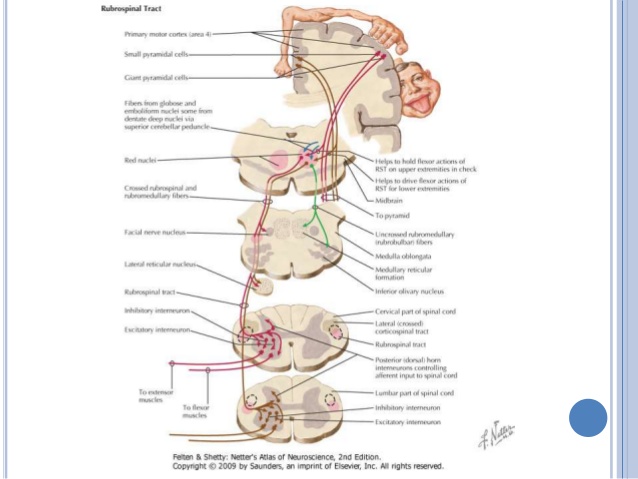 Rubrospinal Tract
Primary motor cortex (area 4)
Small pyramidal cells
Giant pyramidal cells
Fibers from globose and
emboliform nuclei some from
dentate deep nuclei via
superior cerebellar peduncle
Red nuclei
Crossed rubrospinal and
rubromedullary fibers
Facial nerve nucleus
Lateral reticular nucleus
Rubrospinal tract
Inhibitory interneuron
Excitatory interneuron
To extensor
muscles
To flexor
muscles
Helps to hold flexor actions of
RST on upper extremities in check
Helps to drive flexor actions of
RST for lower extremities
Midbrain
To pyramid
Uncrossed rubromedullary
(rubrobulbar) fibers
Medulla oblongata
Medullary reticular
formation
Inferior olivary nucleus
Cervical part of spinal cord
Lateral (crossed)
corticospinal tract
Rubrospinal tract
Posterior (dorsal) horn
interneurons controlling
afferent input to spinal cord
Lumbar part of spinal cord
Inhibitory interneuron
Excitatory interneuron
F. Netter
Felten & Shetty: Netter's Atlas of Neuroscience, 2nd Edition.
Copyright © 2009 by Saunders, an imprint of Elsevier, Inc. All rights reserved.